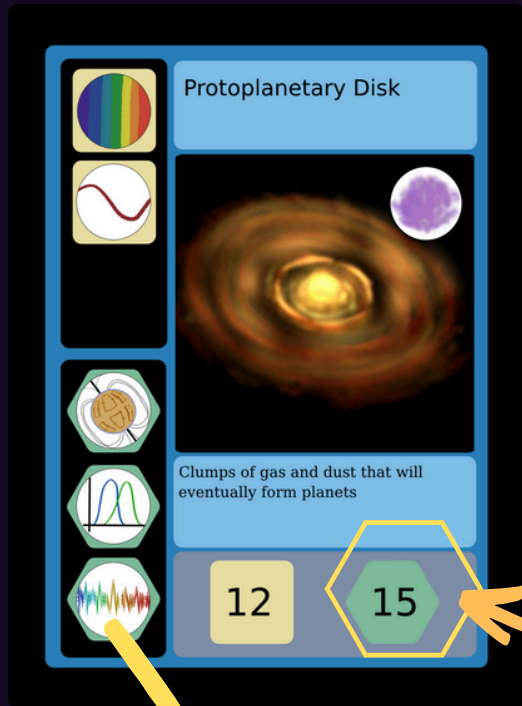 Protoplanetary Disk
Clumps of gas and dust that will
eventually form planets
12
15